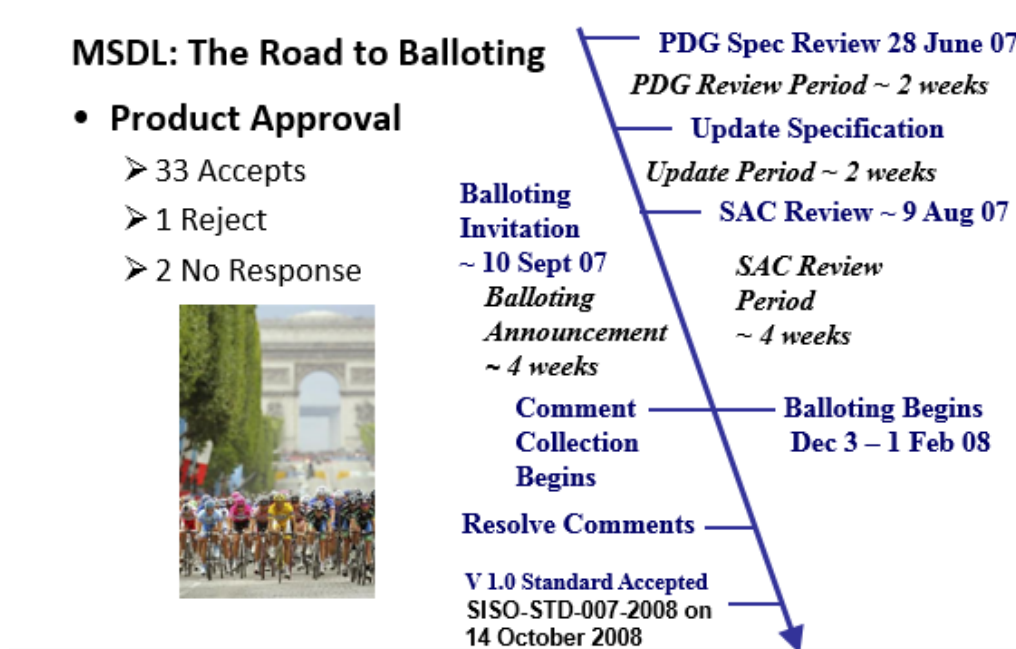 MSDL: The Road to Balloting
• Product Approval
➢ 33 Accepts
➢ 1 Reject
➢ 2 No Response
PDG Spec Review 28 June 07
PDG Review Period ~ 2 weeks
Update Specification
Update Period ~ 2 weeks
SAC Review ~ 9 Aug 07
SAC Review
Period
~ 4 weeks
Balloting
Invitation
~ 10 Sept 07
Balloting
Announcement
~ 4 weeks
Comment
Collection
Begins
Balloting Begins
Dec 3 – 1 Feb 08
Resolve Comments
V 1.0 Standard Accepted
SISO-STD-007-2008 on
14 October 2008